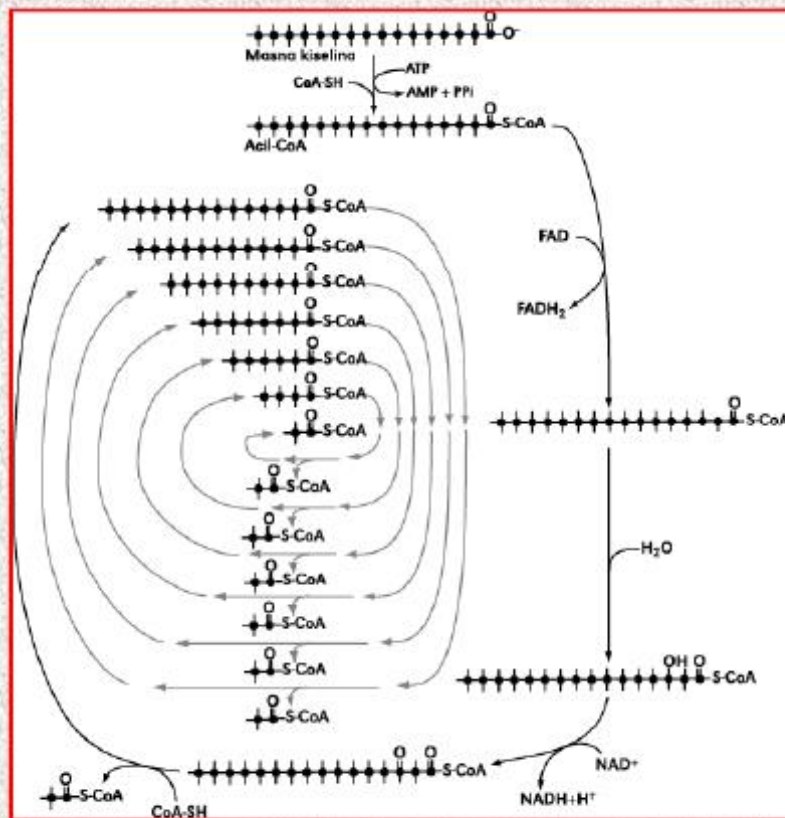 O
O⁻
Masna kiselina
CoA-SH
ATP
AMP + PPi
O
S-CoA
Acil-CoA
O
S-CoA
O
S-CoA
O
S-CoA
O
S-CoA
O
S-CoA
O
S-CoA
O
S-CoA
FAD
FADH₂
O
S-CoA
O
S-CoA
O
S-CoA
O
S-CoA
O
S-CoA
O
S-CoA
O
S-CoA
H₂O
OH O
S-CoA
NAD⁺
NADH+H⁺
O O
S-CoA
O
S-CoA
CoA-SH